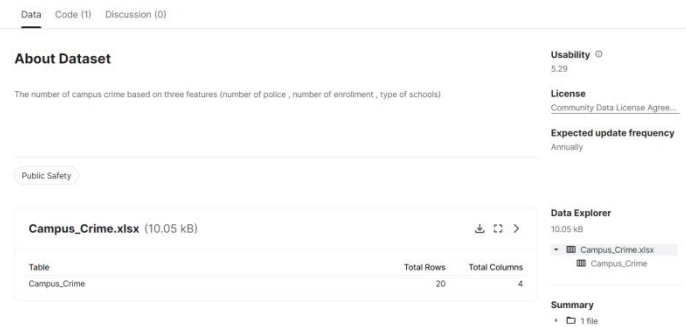 Data Code (1) Discussion (0)
About Dataset
The number of campus crime based on three features (number of police , number of enrollment , type of schools)
Public Safety
Campus_Crime.xlsx (10.05 kB)
Table Total Rows Total Columns
Campus_Crime 20 4
Usability
5.29
License
Community Data License Agree...
Expected update frequency
Annually
Data Explorer
10.05 kB
Campus_Crime.xlsx
Campus_Crime
Summary
1 file